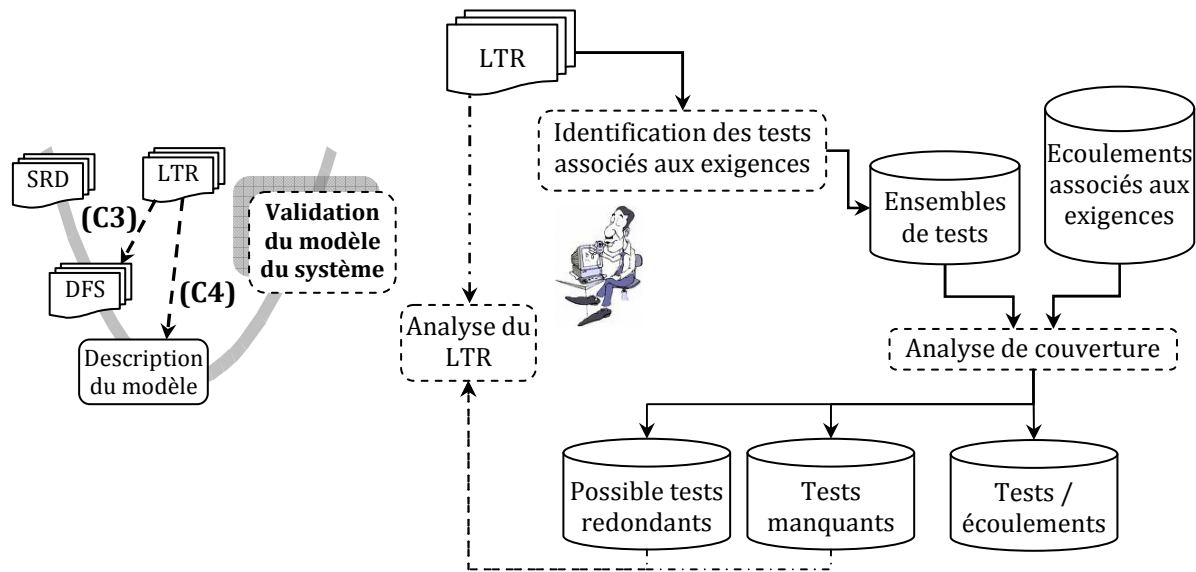 SRD
LTR
(C3)
DFS
(C4)
Validation
du modèle
du système
Description
du modèle
LTR
Identification des tests
associés aux exigences
Ensembles
de tests
Ecoulements
associés aux
exigences
Analyse du
LTR
Analyse de couverture
Possible tests
redondants
Tests
manquants
Tests /
écoulements